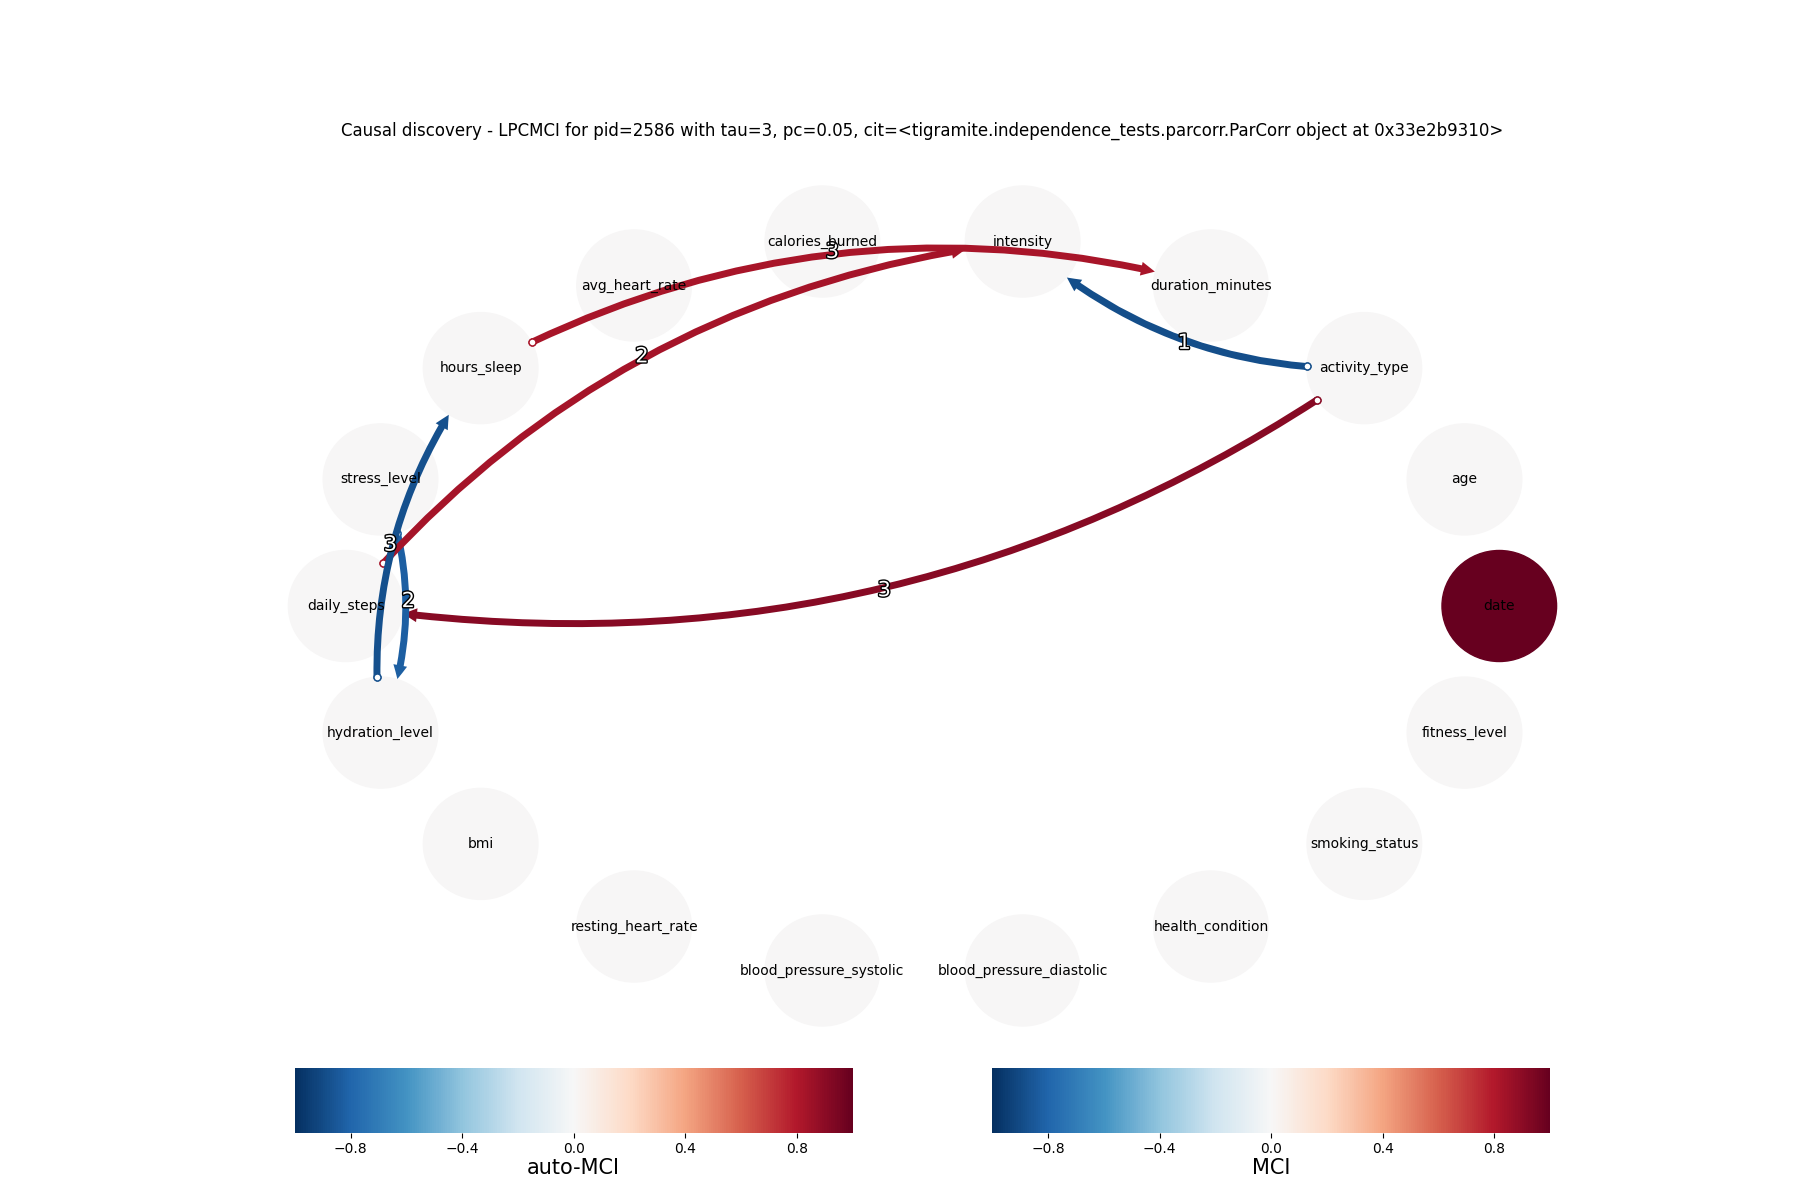 Causal discovery - LPCMCI for pid=2586 with tau=3, pc=0.05, cit=<tigramite.independence_tests.parcorr.ParCorr object at 0x33e2b9310>
calories_burned
intensity
3
avg_heart_rate
duration_minutes
2
1
hours_sleep
activity_type
stress_level
age
3
2
3
daily_steps
date
hydration_level
fitness_level
bmi
smoking_status
resting_heart_rate
health_condition
blood_pressure_systolic
blood_pressure_diastolic
−0.8 −0.4 0.0 0.4 0.8
auto-MCI
−0.8 −0.4 0.0 0.4 0.8
MCI